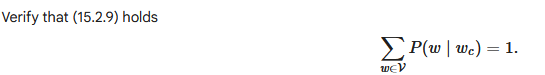 Verify that (15.2.9) holds
∑_{w∈𝒱} P(w ∣ w_c) = 1.